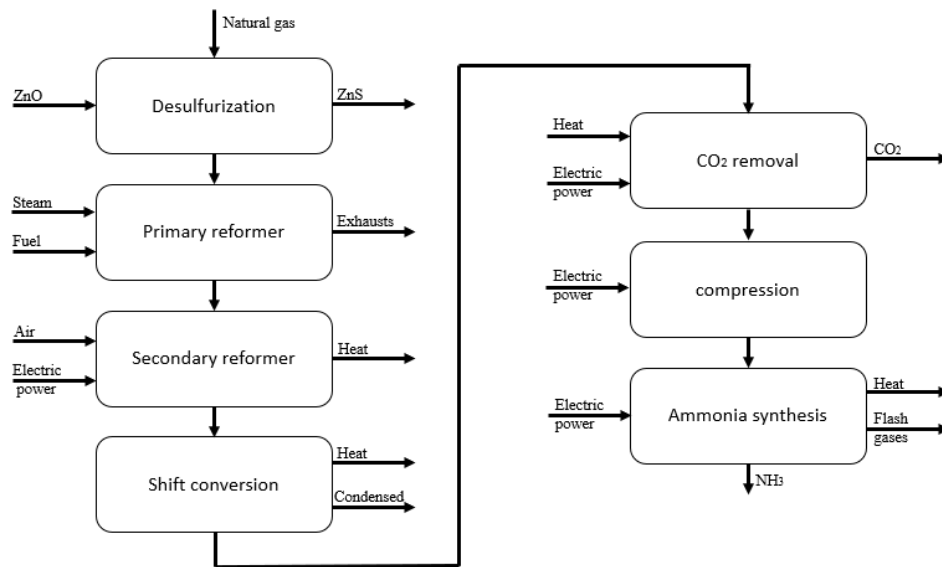 Natural gas
ZnO
Desulfurization
ZnS
Steam
Fuel
Primary reformer
Exhausts
Air
Electric
power
Secondary reformer
Heat
Shift conversion
Heat
Condensed
Heat
Electric
power
CO₂ removal
CO₂
Electric
power
compression
Electric
power
Ammonia synthesis
Heat
Flash
gases
NH₃